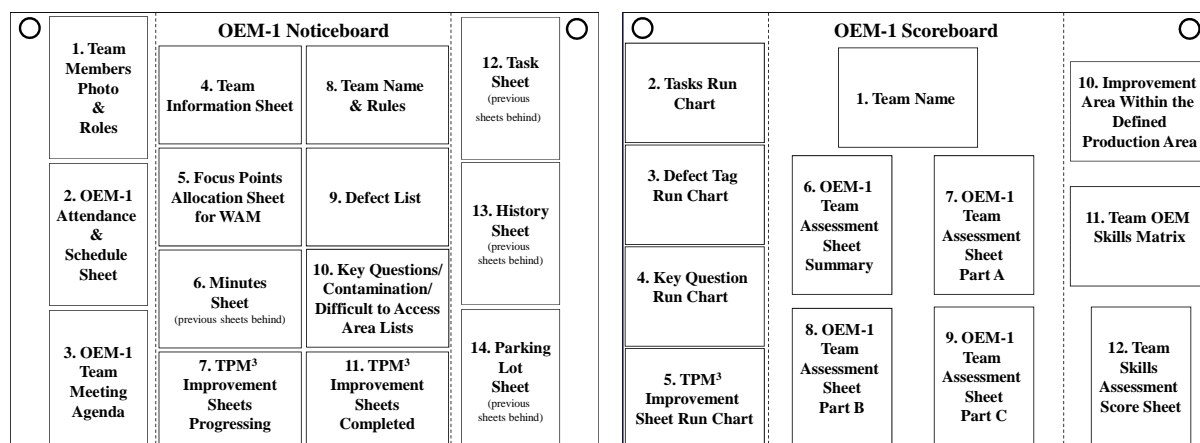 OEM-1 Noticeboard
1. Team
Members
Photo
&
Roles
2. OEM-1
Attendance
&
Schedule
Sheet
3. OEM-1
Team
Meeting
Agenda
4. Team
Information Sheet
5. Focus Points
Allocation Sheet
for WAM
6. Minutes
Sheet
(previous sheets behind)
7. TPM³
Improvement
Sheets
Progressing
8. Team Name
& Rules
9. Defect List
10. Key Questions/
Contamination/
Difficult to Access
Area Lists
11. TPM³
Improvement
Sheets
Completed
12. Task
Sheet
(previous
sheets behind)
13. History
Sheet
(previous
sheets behind)
14. Parking
Lot
Sheet
(previous
sheets behind)
OEM-1 Scoreboard
1. Team Name
2. Tasks Run
Chart
3. Defect Tag
Run Chart
4. Key Question
Run Chart
5. TPM³
Improvement
Sheet Run Chart
6. OEM-1
Team
Assessment
Sheet
Summary
7. OEM-1
Team
Assessment
Sheet
Part A
8. OEM-1
Team
Assessment
Sheet
Part B
9. OEM-1
Team
Assessment
Sheet
Part C
10. Improvement
Area Within the
Defined
Production Area
11. Team OEM
Skills Matrix
12. Team
Skills
Assessment
Score Sheet